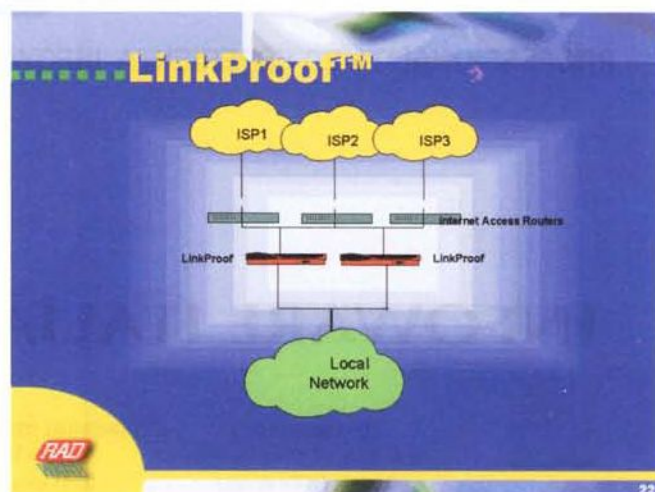 LinkProof™
ISP1
ISP2
ISP3
Internet Access Routers
LinkProof
LinkProof
Local
Network
RAD
22